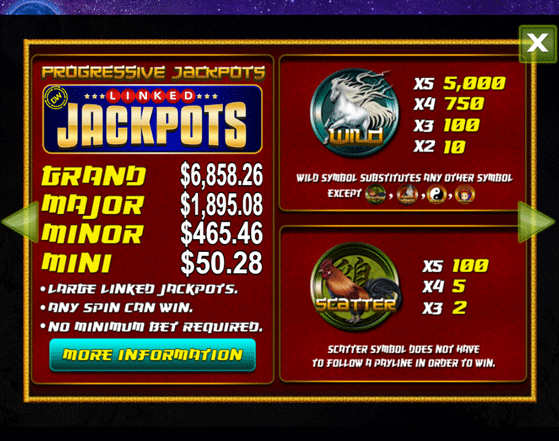 X
PROGRESSIVE JACKPOTS
DW
LINKED
JACKPOTS
GRAND $6,858.26
MAJOR $1,895.08
MINOR $465.46
MINI $50.28
• LARGE LINKED JACKPOTS.
• ANY SPIN CAN WIN.
• NO MINIMUM BET REQUIRED.
MORE INFORMATION
WILD
X5 5,000
X4 750
X3 100
X2 10
WILD SYMBOL SUBSTITUTES ANY OTHER SYMBOL
EXCEPT , , ,
SCATTER
X5 100
X4 5
X3 2
SCATTER SYMBOL DOES NOT HAVE
TO FOLLOW A PAYLINE IN ORDER TO WIN.